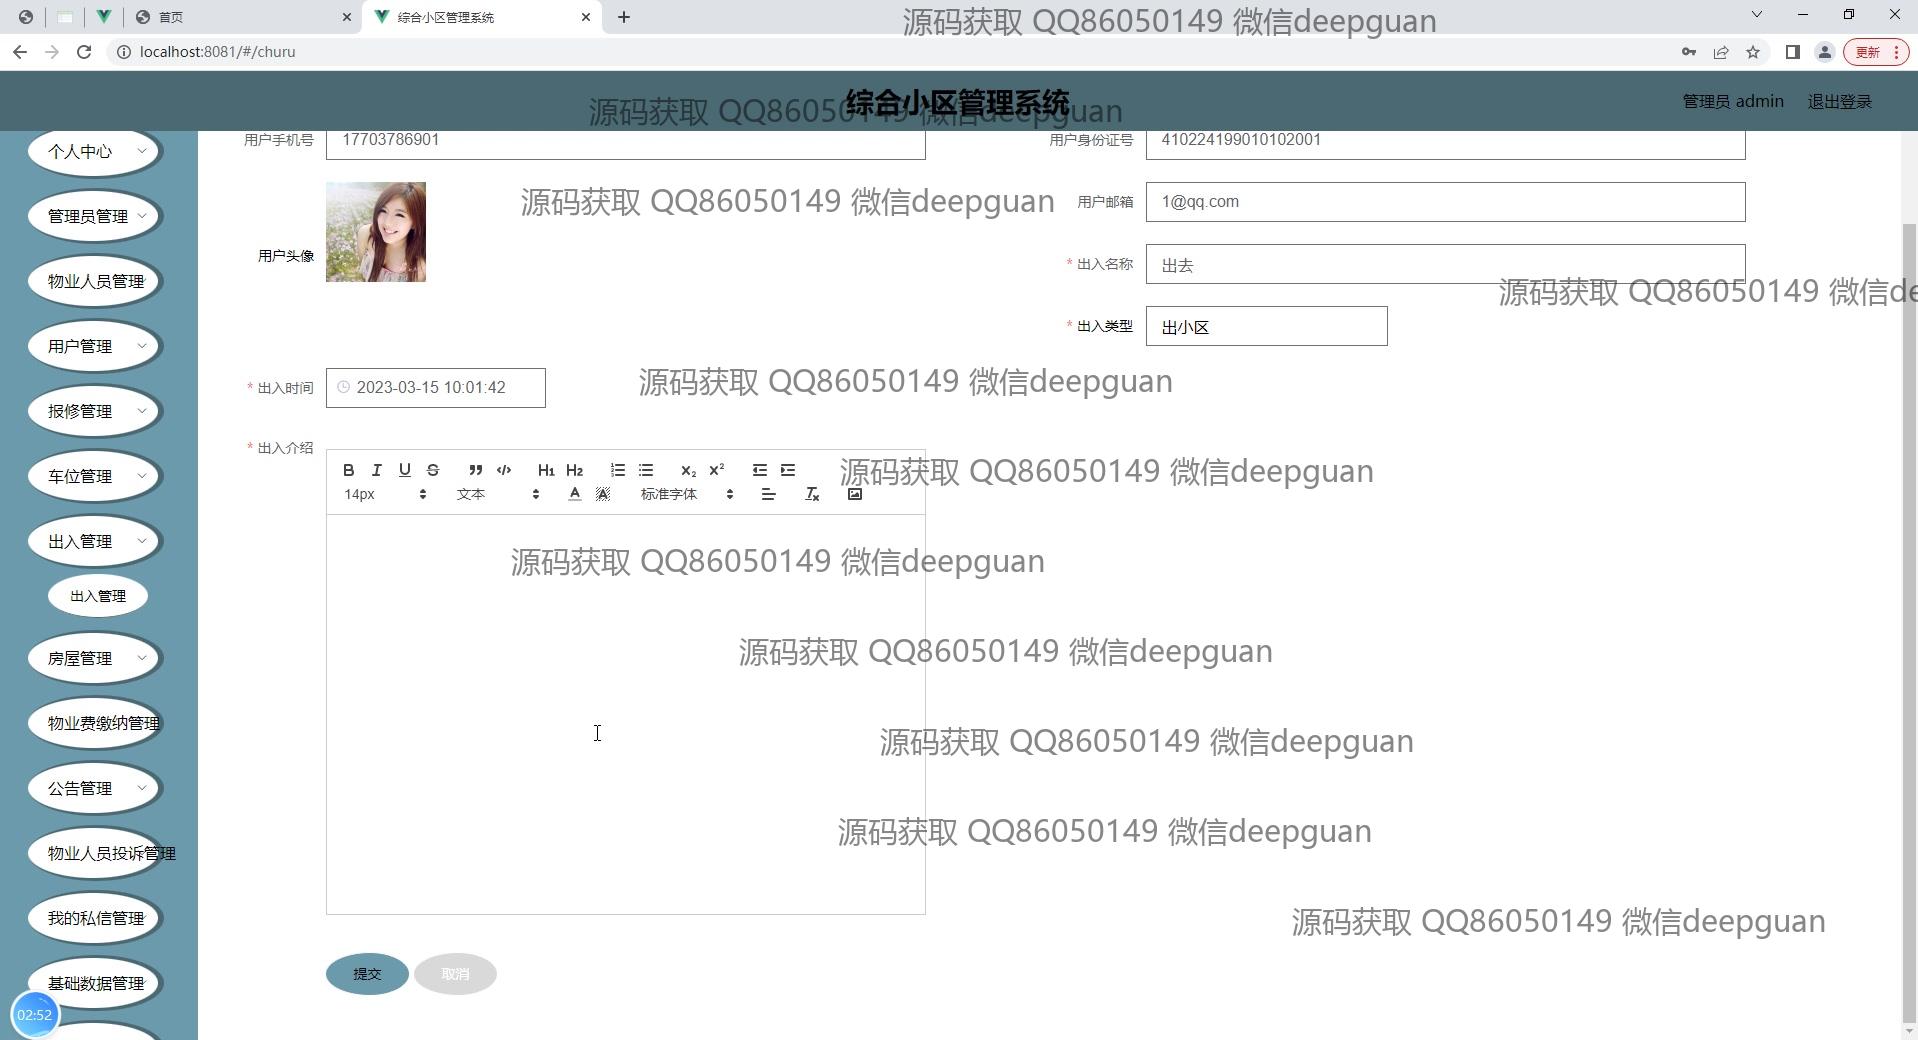 首页
综合小区管理系统
源码获取 QQ86050149 微信deepguan
localhost:8081/#/churu
更新
源码获取 QQ86050149 微信deepguan
综合小区管理系统
管理员 admin
退出登录
个人中心
管理员管理
物业人员管理
用户管理
报修管理
车位管理
出入管理
出入管理
房屋管理
物业费缴纳管理
公告管理
物业人员投诉管理
我的私信管理
基础数据管理
02:52
用户手机号
17703786901
用户身份证号
410224199010102001
源码获取 QQ86050149 微信deepguan
用户邮箱
1@qq.com
用户头像
* 出入名称
出去
源码获取 QQ86050149 微信de
* 出入类型
出小区
* 出入时间
2023-03-15 10:01:42
源码获取 QQ86050149 微信deepguan
* 出入介绍
B I U S H1 H2 X2 X2
源码获取 QQ86050149 微信deepguan
14px
文本
A
标准字体
源码获取 QQ86050149 微信deepguan
源码获取 QQ86050149 微信deepguan
源码获取 QQ86050149 微信deepguan
源码获取 QQ86050149 微信deepguan
源码获取 QQ86050149 微信deepguan
提交
取消